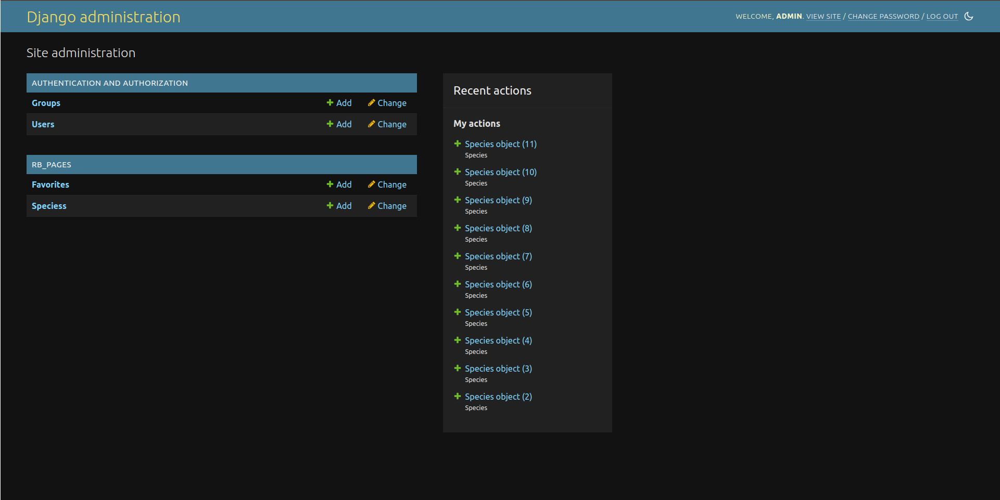 Django administration
WELCOME, ADMIN. VIEW SITE / CHANGE PASSWORD / LOG OUT
Site administration
AUTHENTICATION AND AUTHORIZATION
Groups Add Change
Users Add Change
RB_PAGES
Favorites Add Change
Speciess Add Change
Recent actions
My actions
Species object (11)
Species
Species object (10)
Species
Species object (9)
Species
Species object (8)
Species
Species object (7)
Species
Species object (6)
Species
Species object (5)
Species
Species object (4)
Species
Species object (3)
Species
Species object (2)
Species